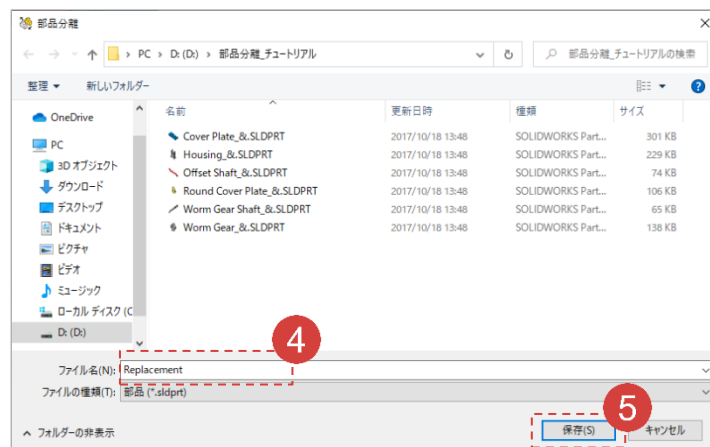 部品分離
PC › D: (D:) › 部品分離_チュートリアル
部品分離_チュートリアルの検索
整理
新しいフォルダー
名前 更新日時 種類 サイズ
OneDrive
PC
3D オブジェクト
ダウンロード
デスクトップ
ドキュメント
ピクチャ
ビデオ
ミュージック
ローカル ディスク (C
D: (D:)
Cover Plate_&.SLDPRT 2017/10/18 13:48 SOLIDWORKS Part... 301 KB
Housing_&.SLDPRT 2017/10/18 13:48 SOLIDWORKS Part... 229 KB
Offset Shaft_&.SLDPRT 2017/10/18 13:48 SOLIDWORKS Part... 74 KB
Round Cover Plate_&.SLDPRT 2017/10/18 13:48 SOLIDWORKS Part... 106 KB
Worm Gear Shaft_&.SLDPRT 2017/10/18 13:48 SOLIDWORKS Part... 65 KB
Worm Gear_&.SLDPRT 2017/10/18 13:48 SOLIDWORKS Part... 138 KB
4
ファイル名(N): Replacement
ファイルの種類(T): 部品 (*.sldprt)
5
フォルダーの非表示
保存(S)
キャンセル